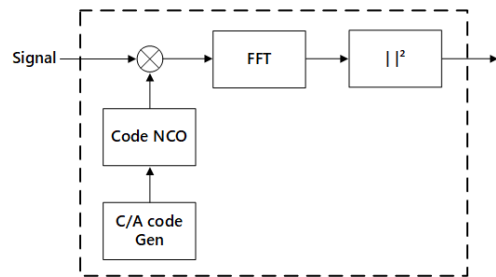 Signal
FFT
| |²
Code NCO
C/A code
Gen